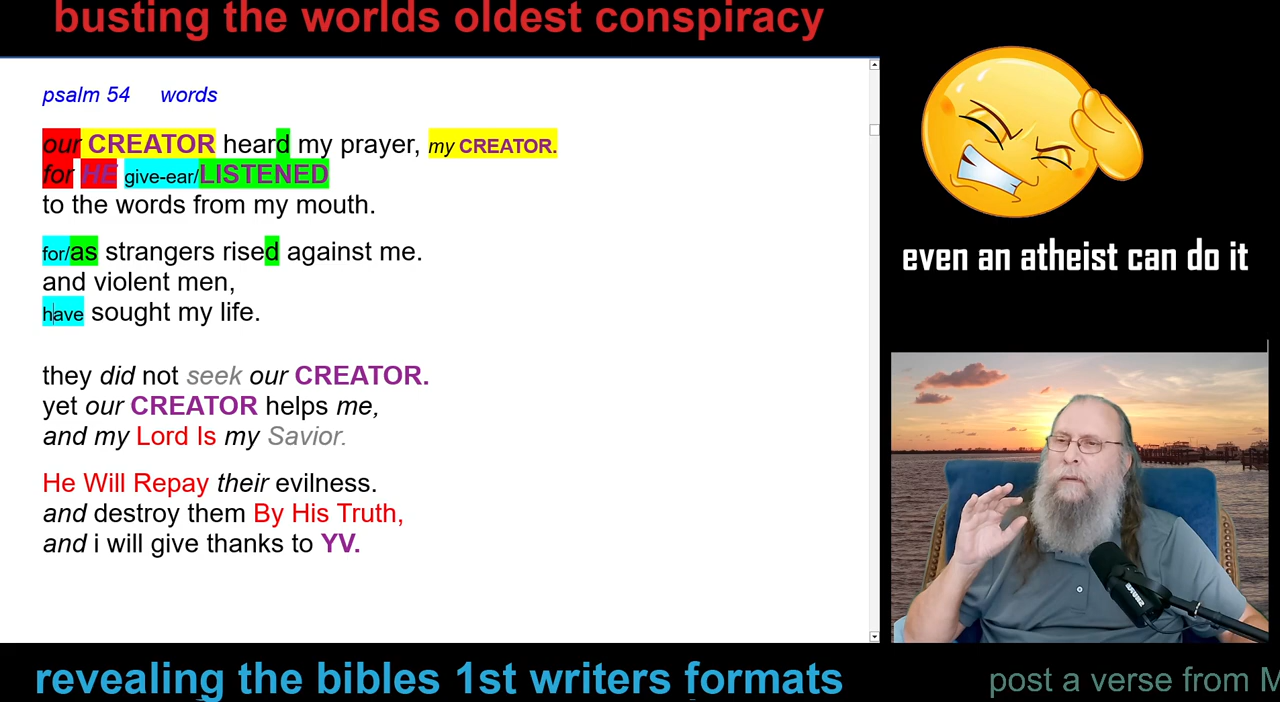 busting the worlds oldest conspiracy
psalm 54 words
our CREATOR heard my prayer, my CREATOR.
for HE give-ear/LISTENED
to the words from my mouth.
for/as strangers rised against me.
and violent men,
have sought my life.
they did not seek our CREATOR.
yet our CREATOR helps me,
and my Lord Is my Savior.
He Will Repay their evilness.
and destroy them By His Truth,
and i will give thanks to YV.
even an atheist can do it
revealing the bibles 1st writers formats
post a verse from M